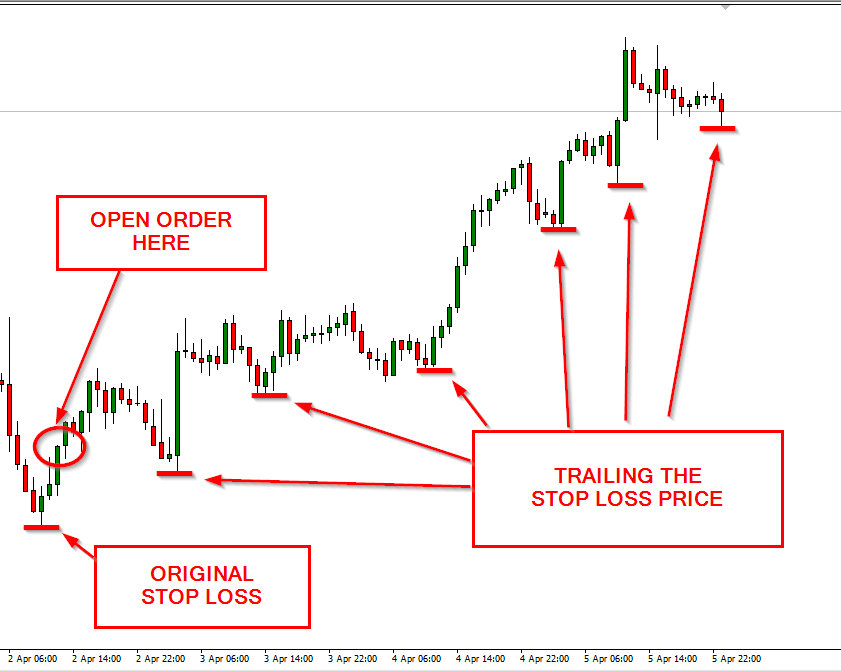 OPEN ORDER
HERE
TRAILING THE
STOP LOSS PRICE
ORIGINAL
STOP LOSS
2 Apr 06:00 2 Apr 14:00 2 Apr 22:00 3 Apr 06:00 3 Apr 14:00 3 Apr 22:00 4 Apr 06:00 4 Apr 14:00 4 Apr 22:00 5 Apr 06:00 5 Apr 14:00 5 Apr 22:00